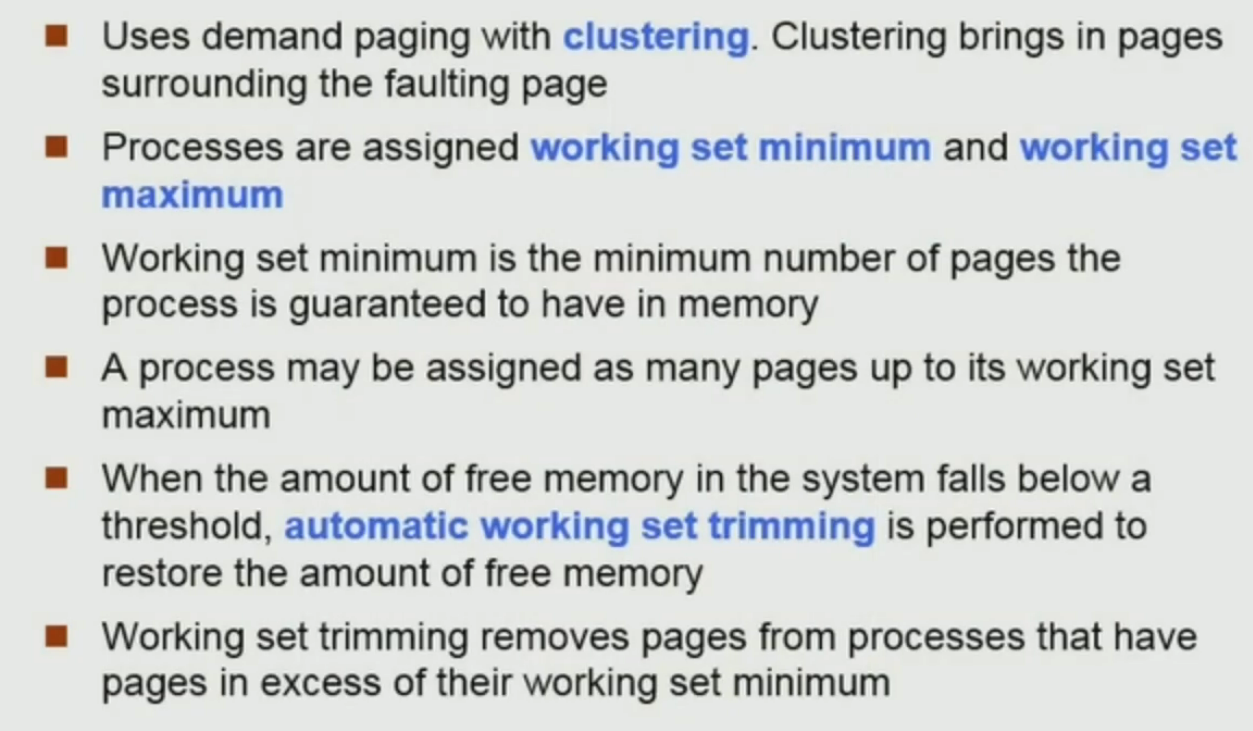 Uses demand paging with clustering. Clustering brings in pages
surrounding the faulting page
Processes are assigned working set minimum and working set
maximum
Working set minimum is the minimum number of pages the
process is guaranteed to have in memory
A process may be assigned as many pages up to its working set
maximum
When the amount of free memory in the system falls below a
threshold, automatic working set trimming is performed to
restore the amount of free memory
Working set trimming removes pages from processes that have
pages in excess of their working set minimum